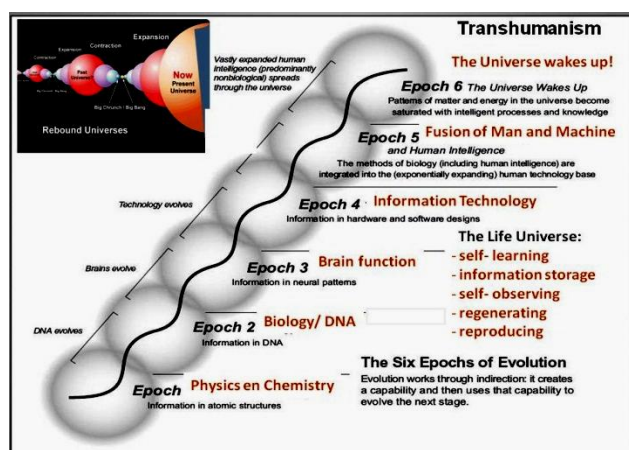 Transhumanism
Expansion
Contraction
Expansion
Contraction
Past
Universe
Now
Present
Universe
Big Crunch / Big Bang
Rebound Universes
Vastly expanded human
intelligence (predominantly
nonbiological) spreads
through the universe
The Universe wakes up!
Epoch 6 The Universe Wakes Up
Patterns of matter and energy in the universe become
saturated with intelligent processes and knowledge
Epoch 5 Fusion of Man and Machine
and Human Intelligence
The methods of biology (including human intelligence) are
integrated into the (exponentially expanding) human technology base
Technology evolves
Epoch 4 Information Technology
Information in hardware and software designs
The Life Universe:
- self-learning
- information storage
- self- observing
- regenerating
- reproducing
Brains evolve
Epoch 3 Brain function
Information in neural patterns
DNA evolves
Epoch 2 Biology/ DNA
Information in DNA
Epoch Physics en Chemistry
Information in atomic structures
The Six Epochs of Evolution
Evolution works through indirection: it creates
a capability and then uses that capability to
evolve the next stage.